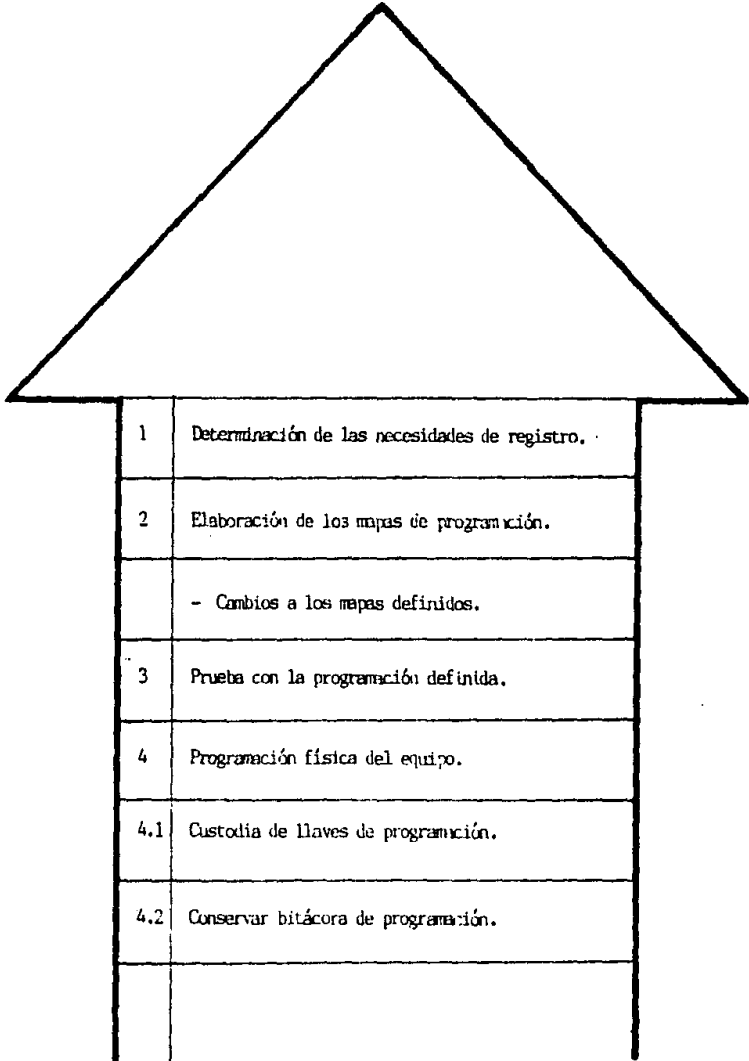 1 Determinación de las necesidades de registro.
2 Elaboración de los mapas de programación.
- Cambios a los mapas definidos.
3 Prueba con la programación definida.
4 Programación física del equipo.
4.1 Custodia de llaves de programación.
4.2 Conservar bitácora de programación.